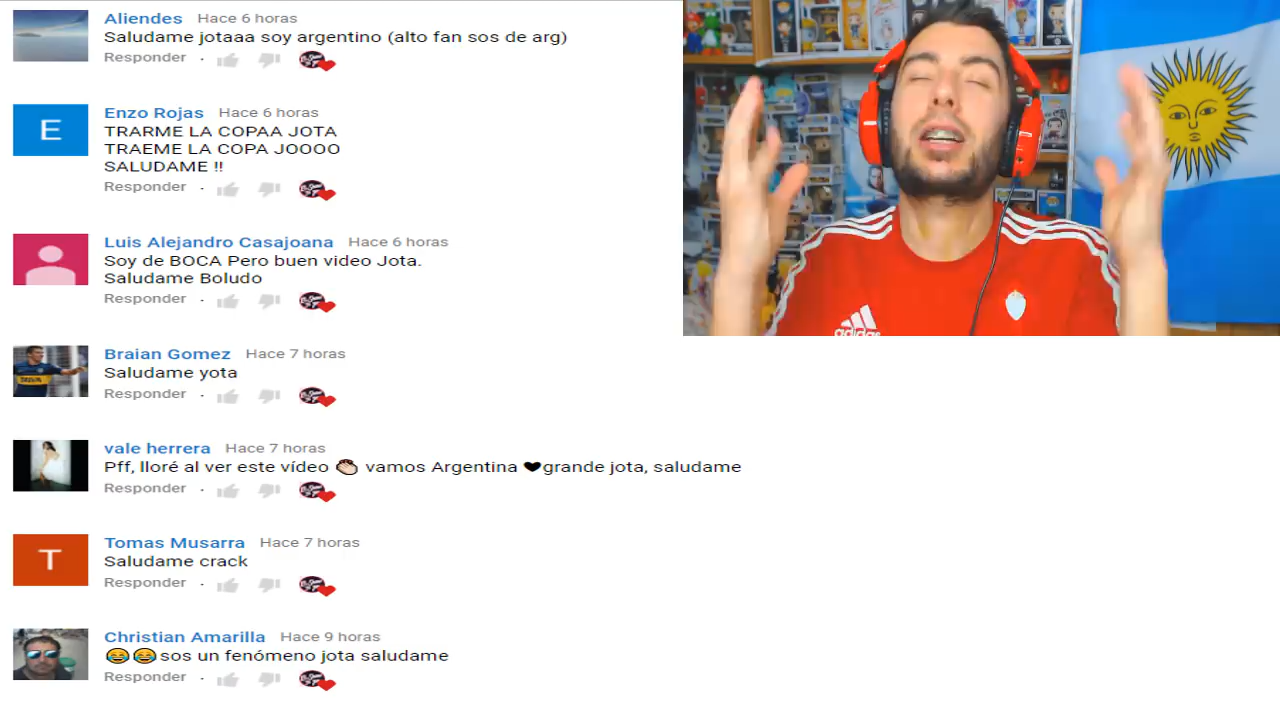 Aliendes Hace 6 horas
Saludame jotaaa soy argentino (alto fan sos de arg)
Responder
Enzo Rojas Hace 6 horas
TRARME LA COPAA JOTA
TRAEME LA COPA JOOOO
SALUDAME !!
Responder
Luis Alejandro Casajoana Hace 6 horas
Soy de BOCA Pero buen video Jota.
Saludame Boludo
Responder
Braian Gomez Hace 7 horas
Saludame yota
Responder
vale herrera Hace 7 horas
Pff, lloré al ver este vídeo 👏 vamos Argentina ❤grande jota, saludame
Responder
Tomas Musarra Hace 7 horas
Saludame crack
Responder
Christian Amarilla Hace 9 horas
😂😂sos un fenómeno jota saludame
Responder
E
T
adidas